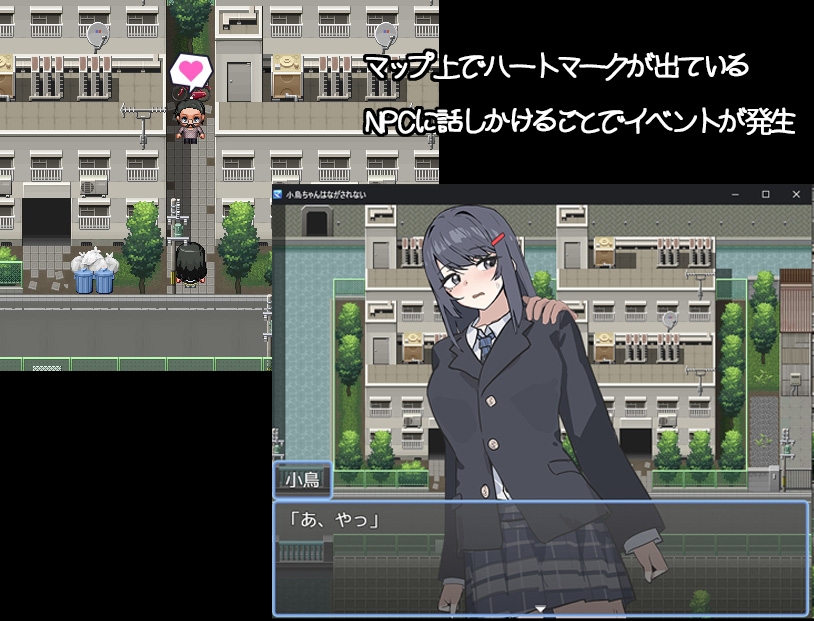 マップ上でハートマークが出ている
NPCに話しかけることでイベントが発生
小鳥ちゃんはながされない
小鳥
「あ、やっ」